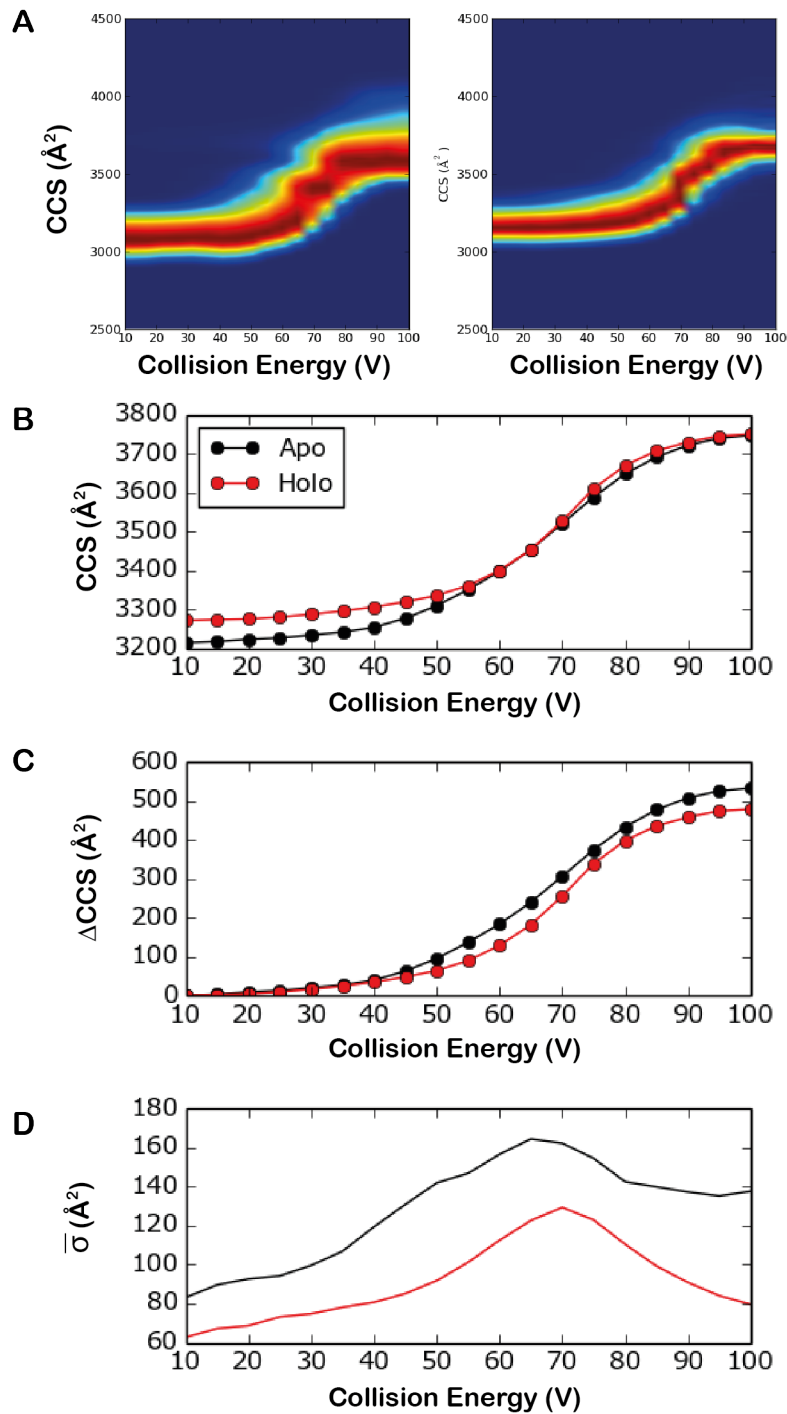 A
4500
4000
3500
3000
2500
CCS (Å²)
10 20 30 40 50 60 70 80 90 100
Collision Energy (V)
4500
4000
3500
3000
2500
CCS (Å²)
10 20 30 40 50 60 70 80 90 100
Collision Energy (V)
B
3800
3700
3600
3500
3400
3300
3200
CCS (Å²)
Apo
Holo
10 20 30 40 50 60 70 80 90 100
Collision Energy (V)
C
600
500
400
300
200
100
0
ΔCCS (Å²)
10 20 30 40 50 60 70 80 90 100
Collision Energy (V)
D
180
160
140
120
100
80
60
σ̅ (Å²)
10 20 30 40 50 60 70 80 90 100
Collision Energy (V)